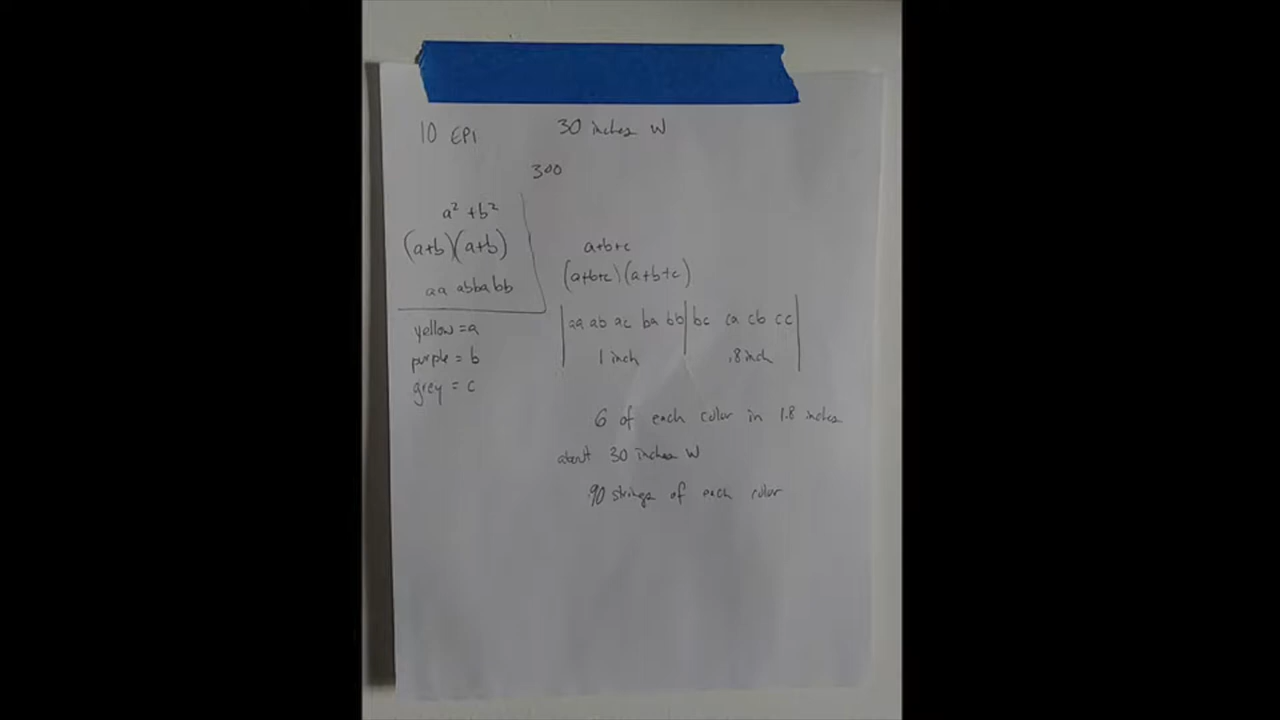 10 EPI 30 inches W
300
a² + b²
(a+b)(a+b)
aa abba bb
yellow = a
purple = b
grey = c
a+b+c
(a+b+c)(a+b+c)
aa ab ac ba bb bc ca cb cc
1 inch .8 inch
6 of each color in 1.8 inches
about 30 inches W
90 strings of each color